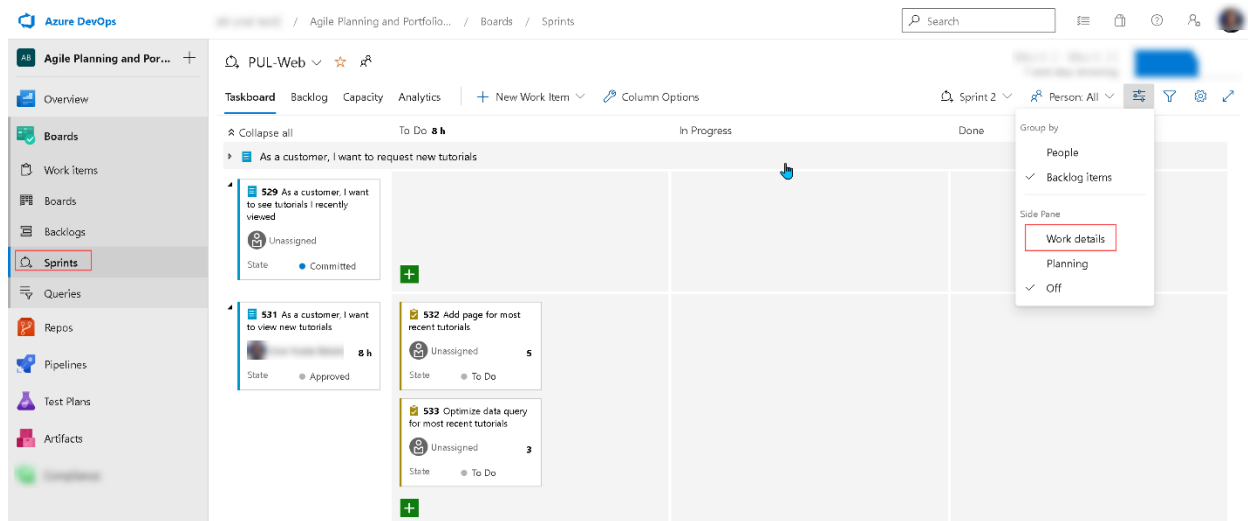 Azure DevOps
/ Agile Planning and Portfolio... / Boards / Sprints
Search
AB Agile Planning and Por...
PUL-Web
Overview
Boards
Work items
Boards
Backlogs
Sprints
Queries
Repos
Pipelines
Test Plans
Artifacts
Taskboard Backlog Capacity Analytics New Work Item Column Options
Sprint 2 Person: All
Collapse all To Do 8 h In Progress Done
As a customer, I want to request new tutorials
529 As a customer, I want
to see tutorials I recently
viewed
Unassigned
State Committed
531 As a customer, I want
to view new tutorials
8 h
State Approved
532 Add page for most
recent tutorials
Unassigned 5
State To Do
533 Optimize data query
for most recent tutorials
Unassigned 3
State To Do
Group by
People
Backlog items
Side Pane
Work details
Planning
Off